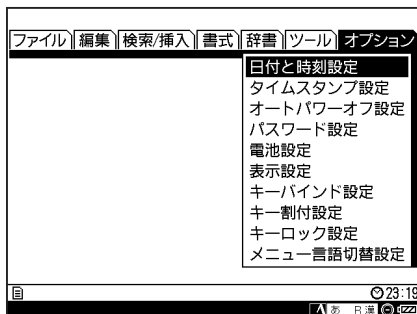 ファイル 編集 検索/挿入 書式 辞書 ツール オプション
日付と時刻設定
タイムスタンプ設定
オートパワーオフ設定
パスワード設定
電池設定
表示設定
キーバインド設定
キー割付設定
キーロック設定
メニュー言語切替設定
23:19
A あ R 漢